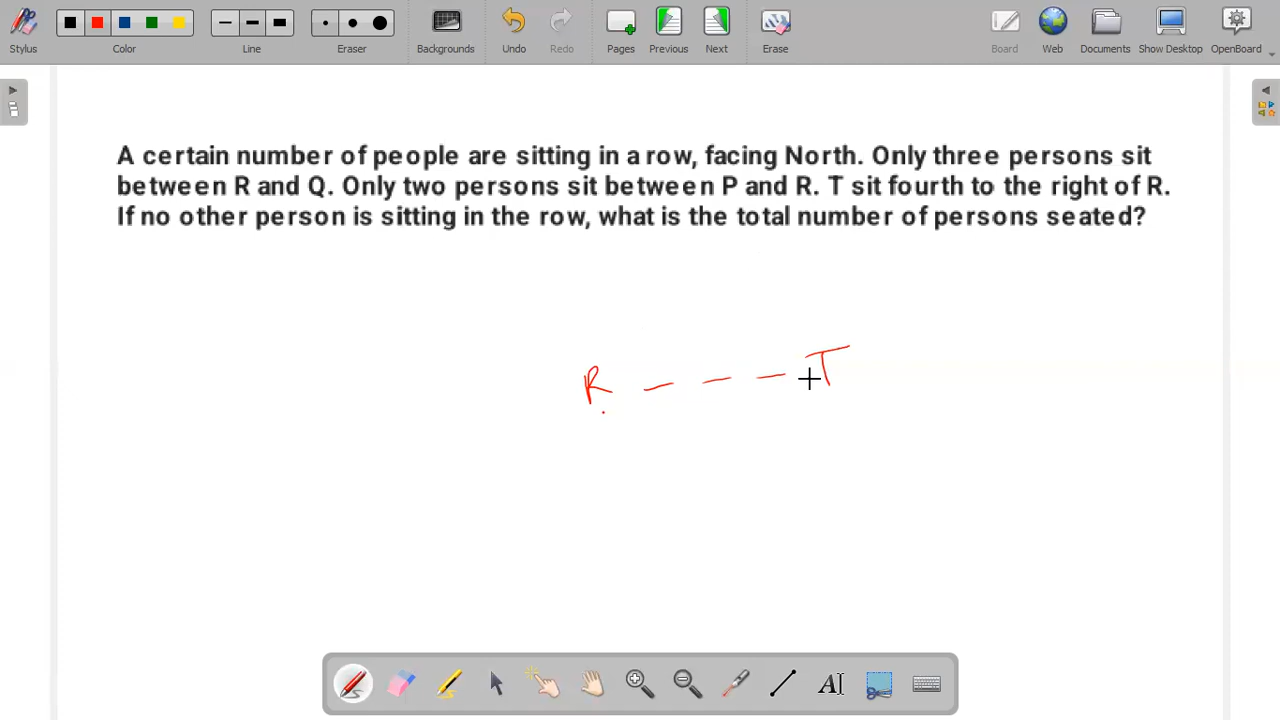 Stylus Color Line Eraser Backgrounds Undo Redo Pages Previous Next Erase Board Web Documents Show Desktop OpenBoard
A certain number of people are sitting in a row, facing North. Only three persons sit
between R and Q. Only two persons sit between P and R. T sit fourth to the right of R.
If no other person is sitting in the row, what is the total number of persons seated?
R _ _ _ T
AI